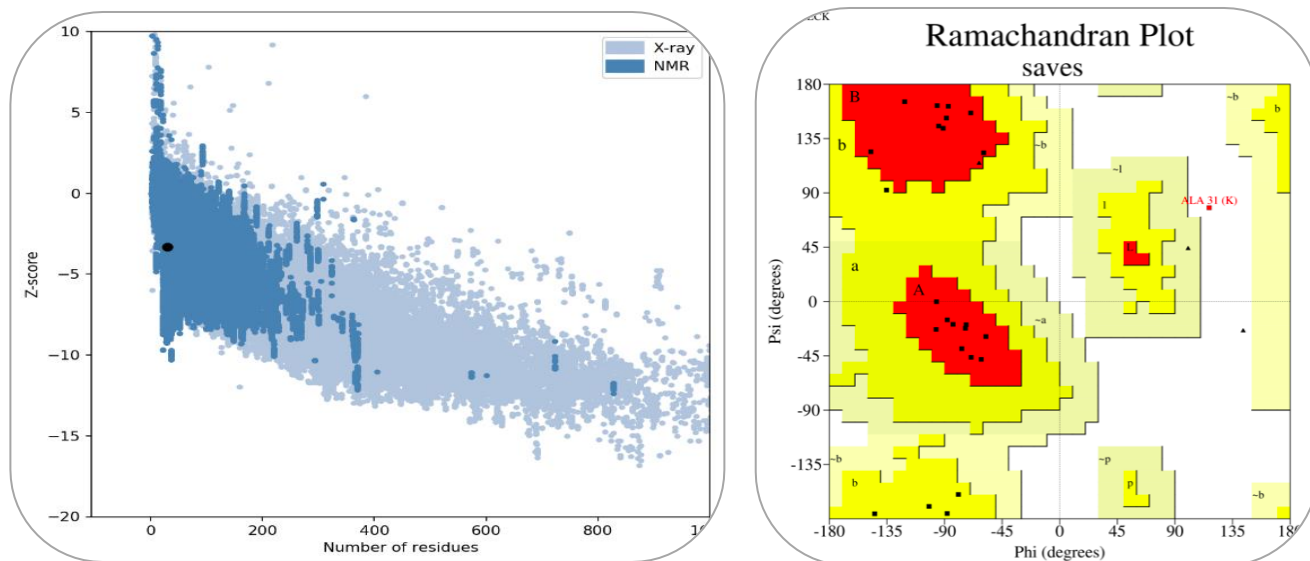 10
5
0
−5
−10
−15
−20
Z-score
X-ray
NMR
0
200
400
600
800
Number of residues
Ramachandran Plot
saves
180
135
90
45
0
-45
-90
-135
Psi (degrees)
B
b
~b
~b
b
~l
l
ALA 31 (K)
L
a
A
~a
~b
b
~p
p
~b
-180
-135
-90
-45
0
45
90
135
Phi (degrees)